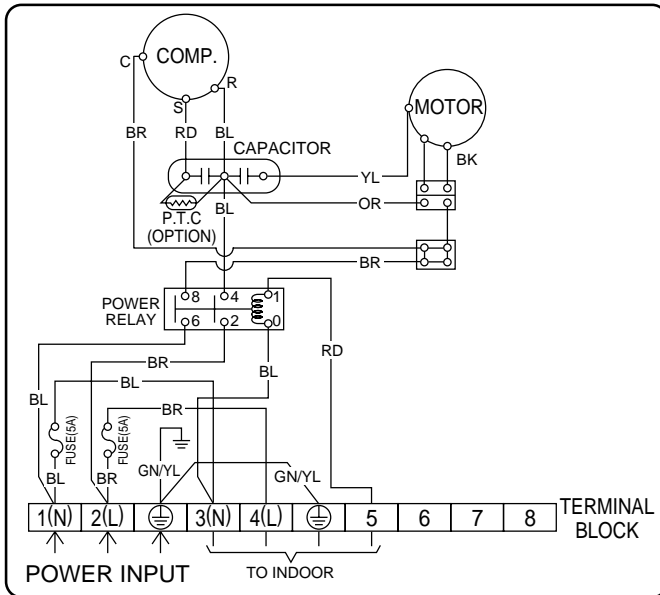 COMP.
C
R
S
MOTOR
BR
RD
BL
BK
CAPACITOR
YL
BL
OR
P.T.C
(OPTION)
BR
POWER
RELAY
8
4
1
6
2
0
BR
RD
BL
BL
BL
BR
FUSE(5A)
FUSE(5A)
BL
BR
GN/YL
GN/YL
1(N)
2(L)
3(N)
4(L)
5
6
7
8
TERMINAL
BLOCK
POWER INPUT
TO INDOOR